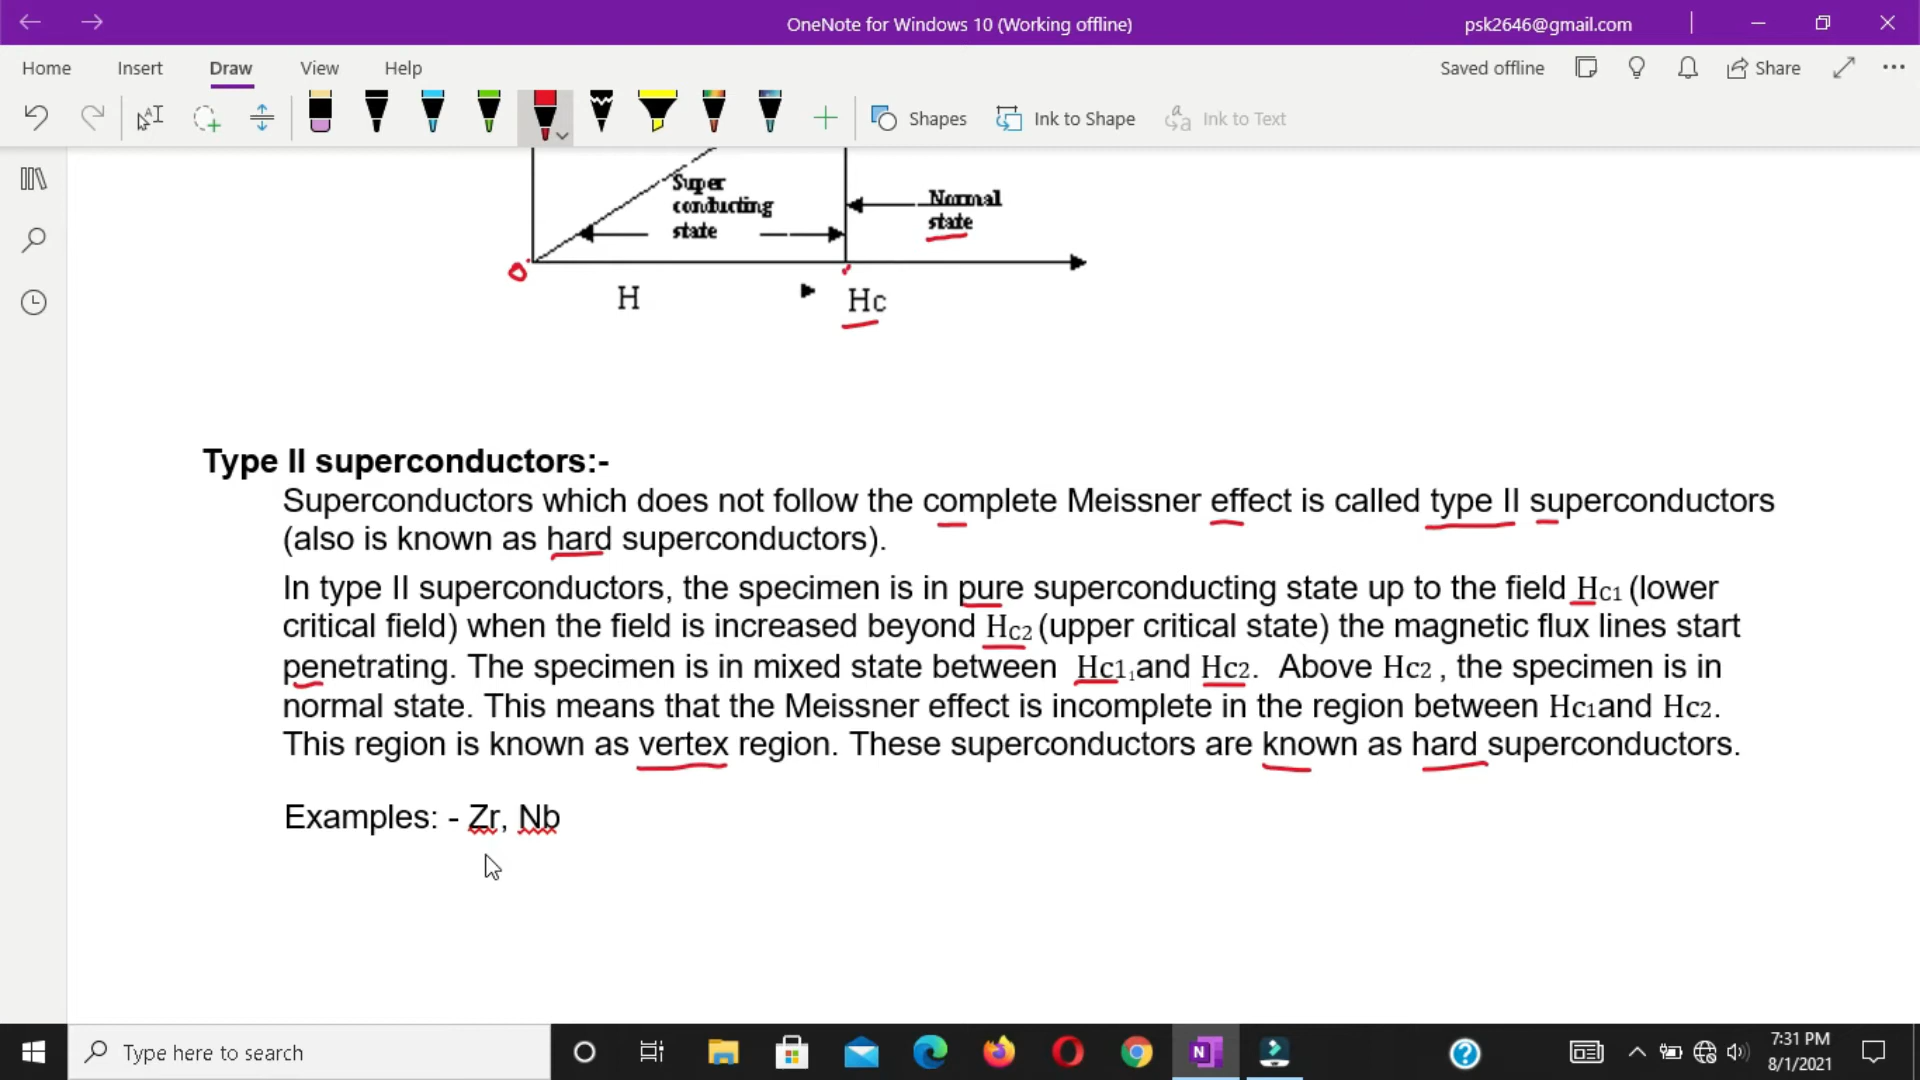 OneNote for Windows 10 (Working offline)
psk2646@gmail.com
Home Insert Draw View Help
Saved offline
Share
Shapes
Ink to Shape
Ink to Text
Super
conducting
state
Normal
state
O
H
Hc
Type II superconductors:-
Superconductors which does not follow the complete Meissner effect is called type II superconductors
(also is known as hard superconductors).
In type II superconductors, the specimen is in pure superconducting state up to the field HC1 (lower
critical field) when the field is increased beyond HC2 (upper critical state) the magnetic flux lines start
penetrating. The specimen is in mixed state between Hc1₁and Hc2. Above Hc2 , the specimen is in
normal state. This means that the Meissner effect is incomplete in the region between Hc1and Hc2.
This region is known as vertex region. These superconductors are known as hard superconductors.
Examples: - Zr, Nb
Type here to search
7:31 PM
8/1/2021